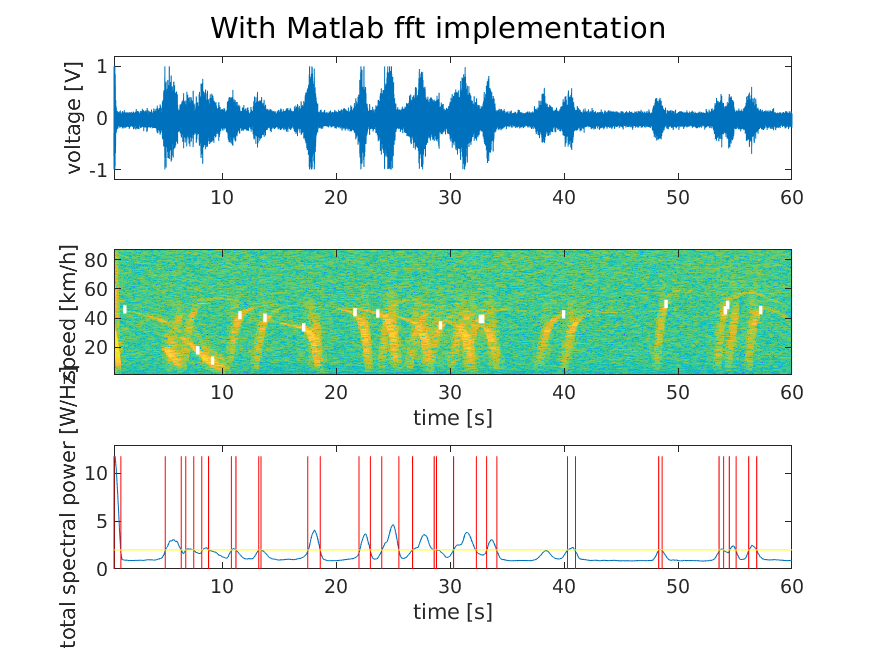 With Matlab fft implementation
voltage [V]
1
0
-1
10 20 30 40 50 60
speed [km/h]
80
60
40
20
10 20 30 40 50 60
time [s]
total spectral power [W/Hz]
10
5
0
10 20 30 40 50 60
time [s]